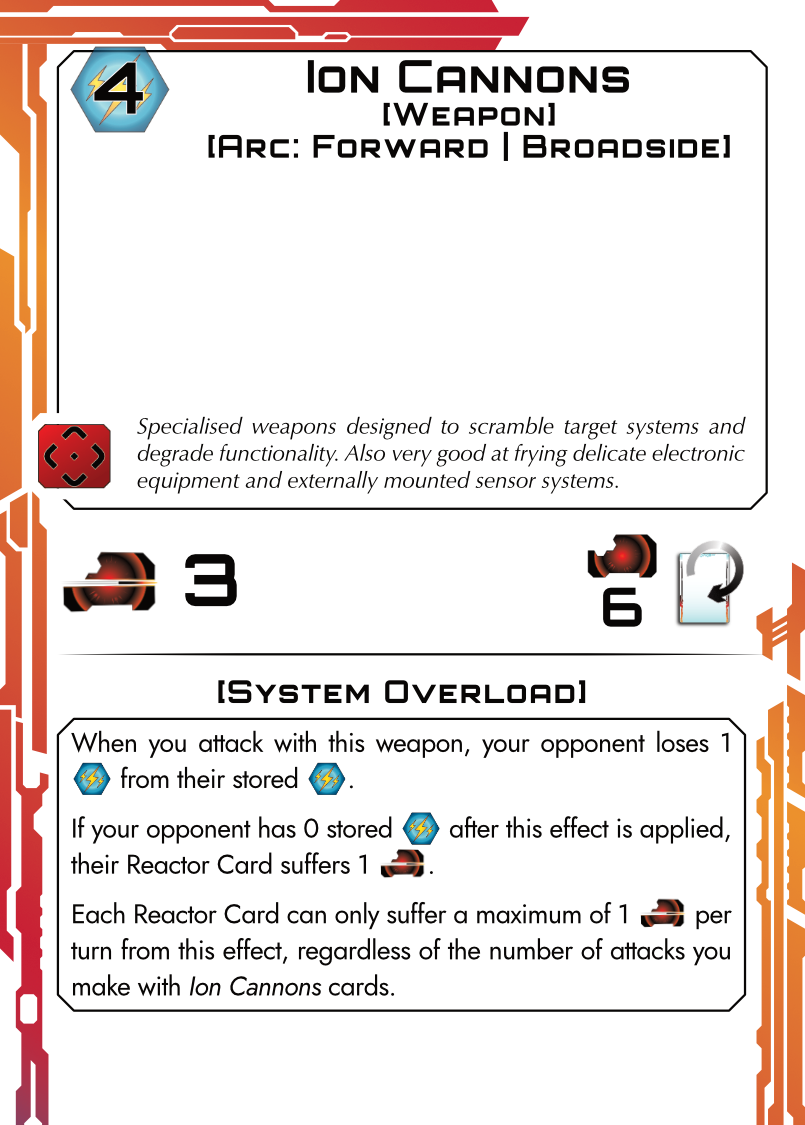 4
Ion Cannons
[Weapon]
[Arc: Forward | Broadside]
Specialised weapons designed to scramble target systems and
degrade functionality. Also very good at frying delicate electronic
equipment and externally mounted sensor systems.
3
6
[System Overload]
When you attack with this weapon, your opponent loses 1
from their stored .
If your opponent has 0 stored after this effect is applied,
their Reactor Card suffers 1 .
Each Reactor Card can only suffer a maximum of 1 per
turn from this effect, regardless of the number of attacks you
make with Ion Cannons cards.